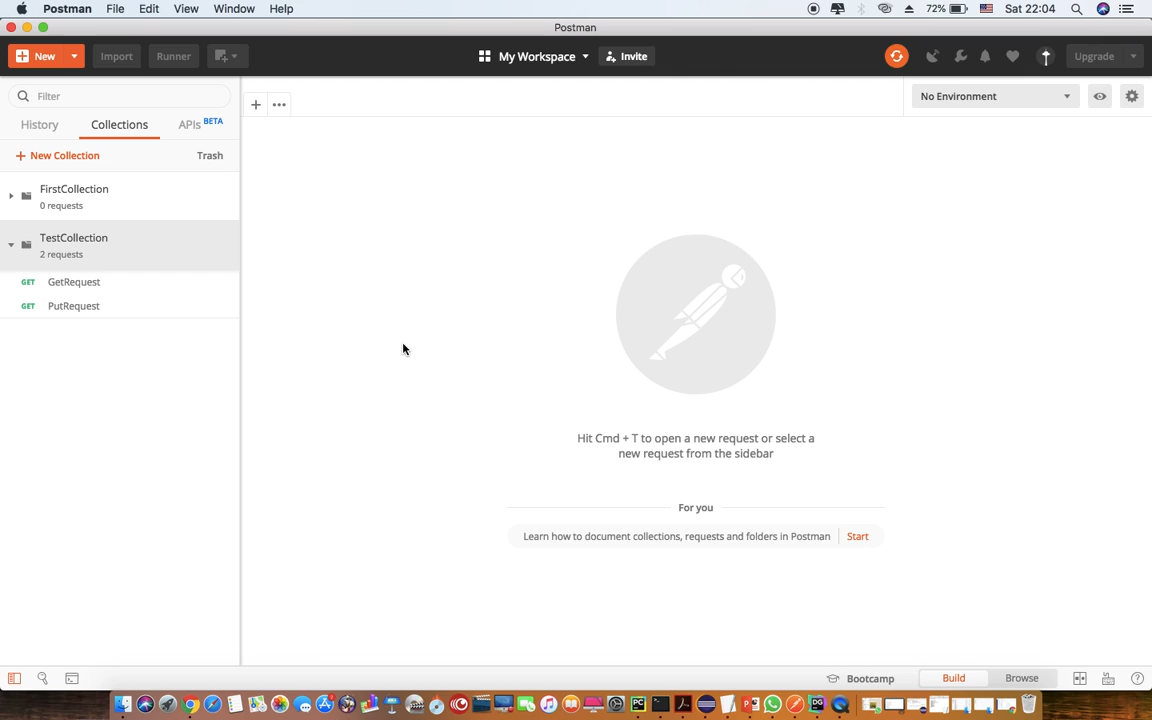 Postman File Edit View Window Help
72% Sat 22:04
Postman
New Import Runner My Workspace Invite Upgrade
Filter
No Environment
History Collections APIs BETA
New Collection Trash
FirstCollection
0 requests
TestCollection
2 requests
GET GetRequest
GET PutRequest
Hit Cmd + T to open a new request or select a
new request from the sidebar
For you
Learn how to document collections, requests and folders in Postman Start
Bootcamp Build Browse